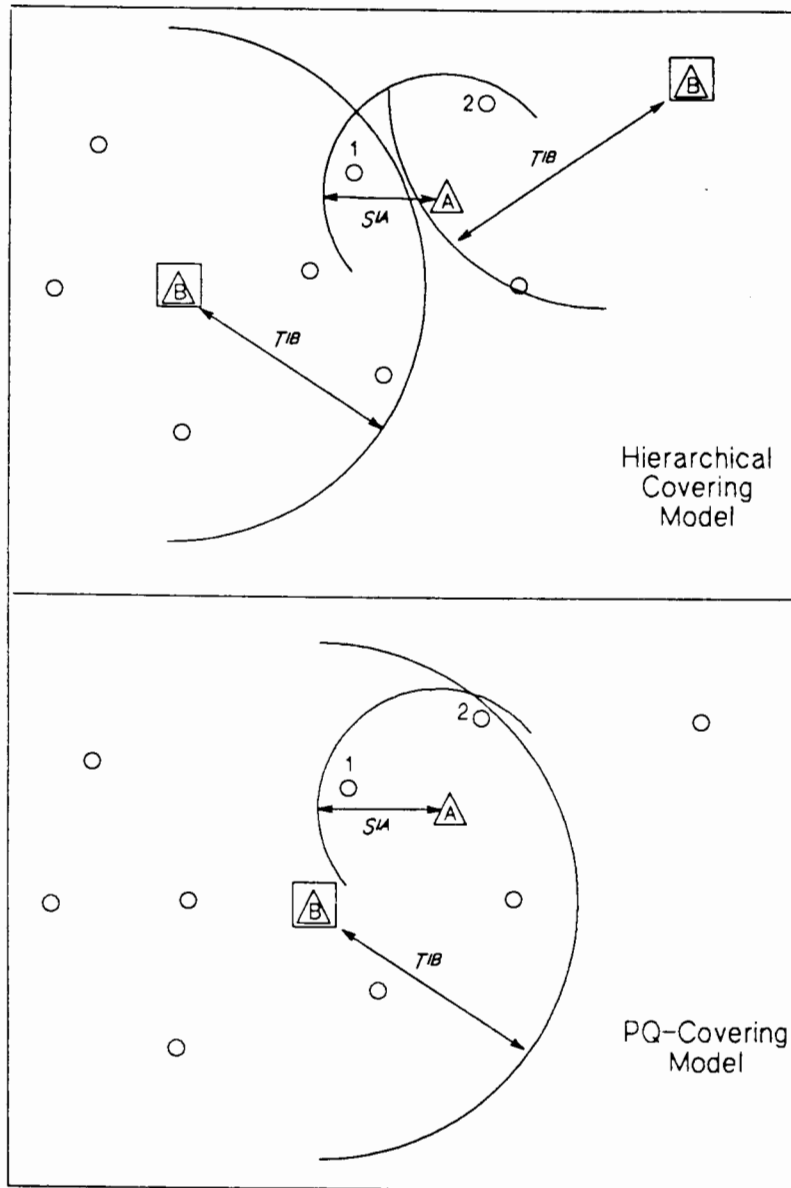 B
2
1
T1B
A
S1A
B
T1B
Hierarchical
Covering
Model
2
1
A
S1A
B
T1B
PQ-Covering
Model